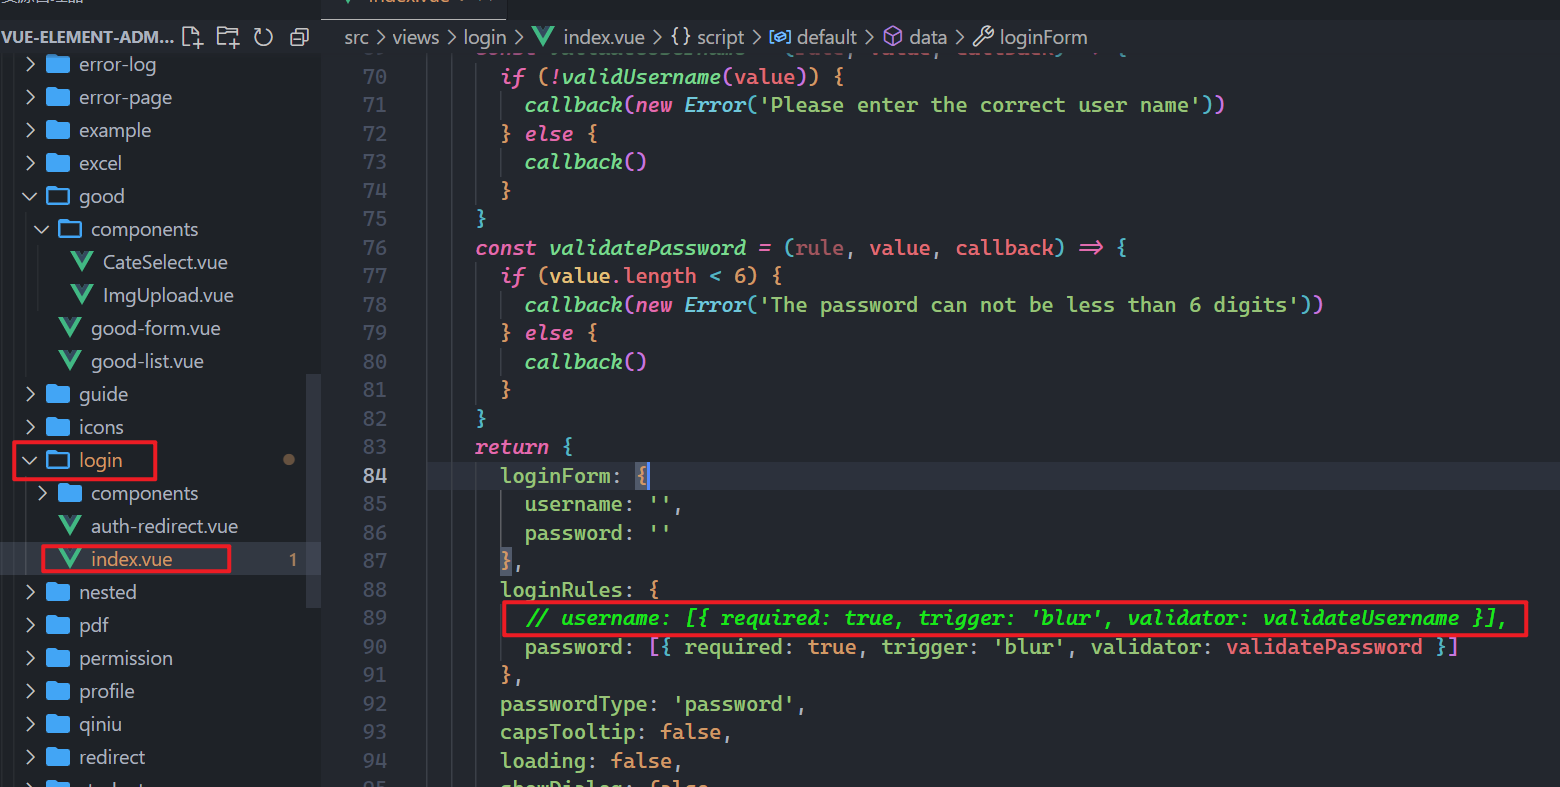 index.vue
VUE-ELEMENT-ADM...
src > views > login > index.vue > {} script > default > data > loginForm
error-log
error-page
example
excel
good
components
CateSelect.vue
ImgUpload.vue
good-form.vue
good-list.vue
guide
icons
login
components
auth-redirect.vue
index.vue 1
nested
pdf
permission
profile
qiniu
redirect
70 if (!validUsername(value)) {
71 callback(new Error('Please enter the correct user name'))
72 } else {
73 callback()
74 }
75 }
76 const validatePassword = (rule, value, callback) => {
77 if (value.length < 6) {
78 callback(new Error('The password can not be less than 6 digits'))
79 } else {
80 callback()
81 }
82 }
83 return {
84 loginForm: {
85 username: '',
86 password: ''
87 },
88 loginRules: {
89 // username: [{ required: true, trigger: 'blur', validator: validateUsername }],
90 password: [{ required: true, trigger: 'blur', validator: validatePassword }]
91 },
92 passwordType: 'password',
93 capsTooltip: false,
94 loading: false,
95 showDialog: false